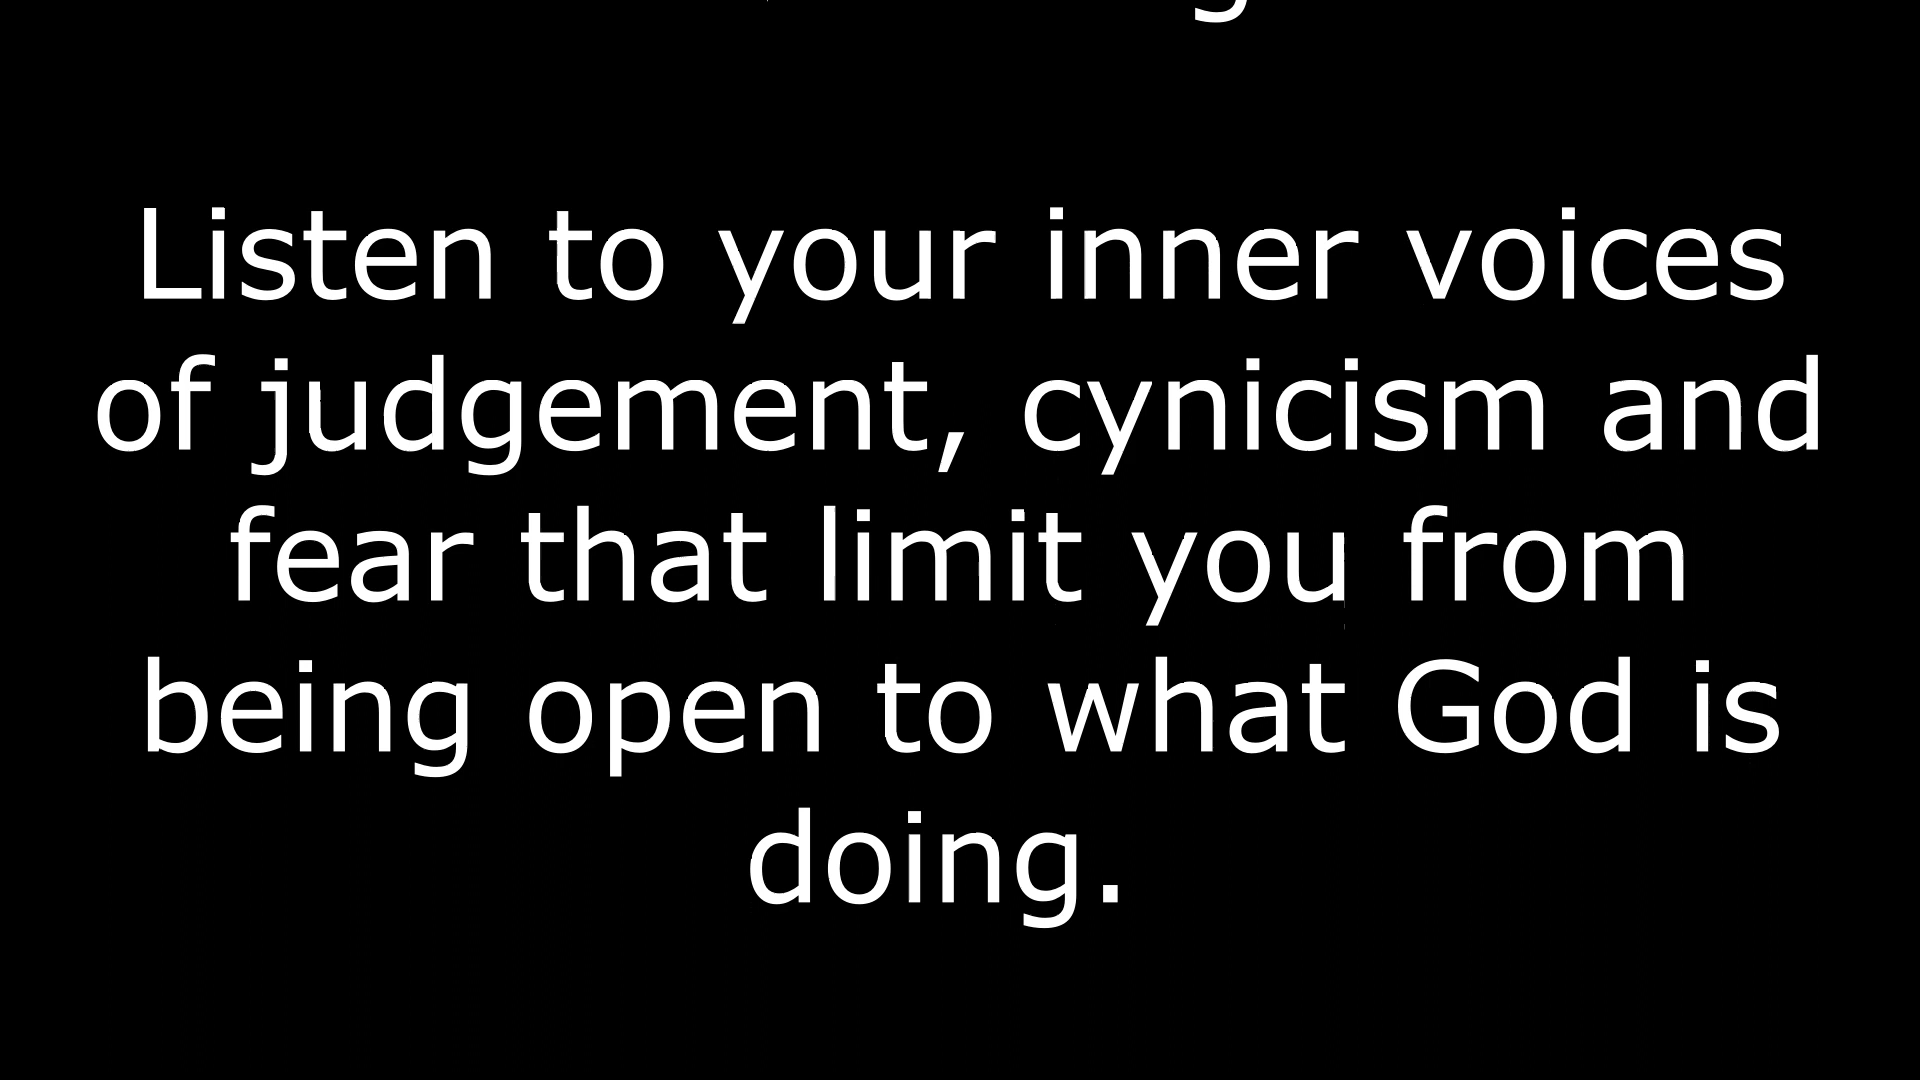 Listen to your inner voices
of judgement, cynicism and
fear that limit you from
being open to what God is
doing.